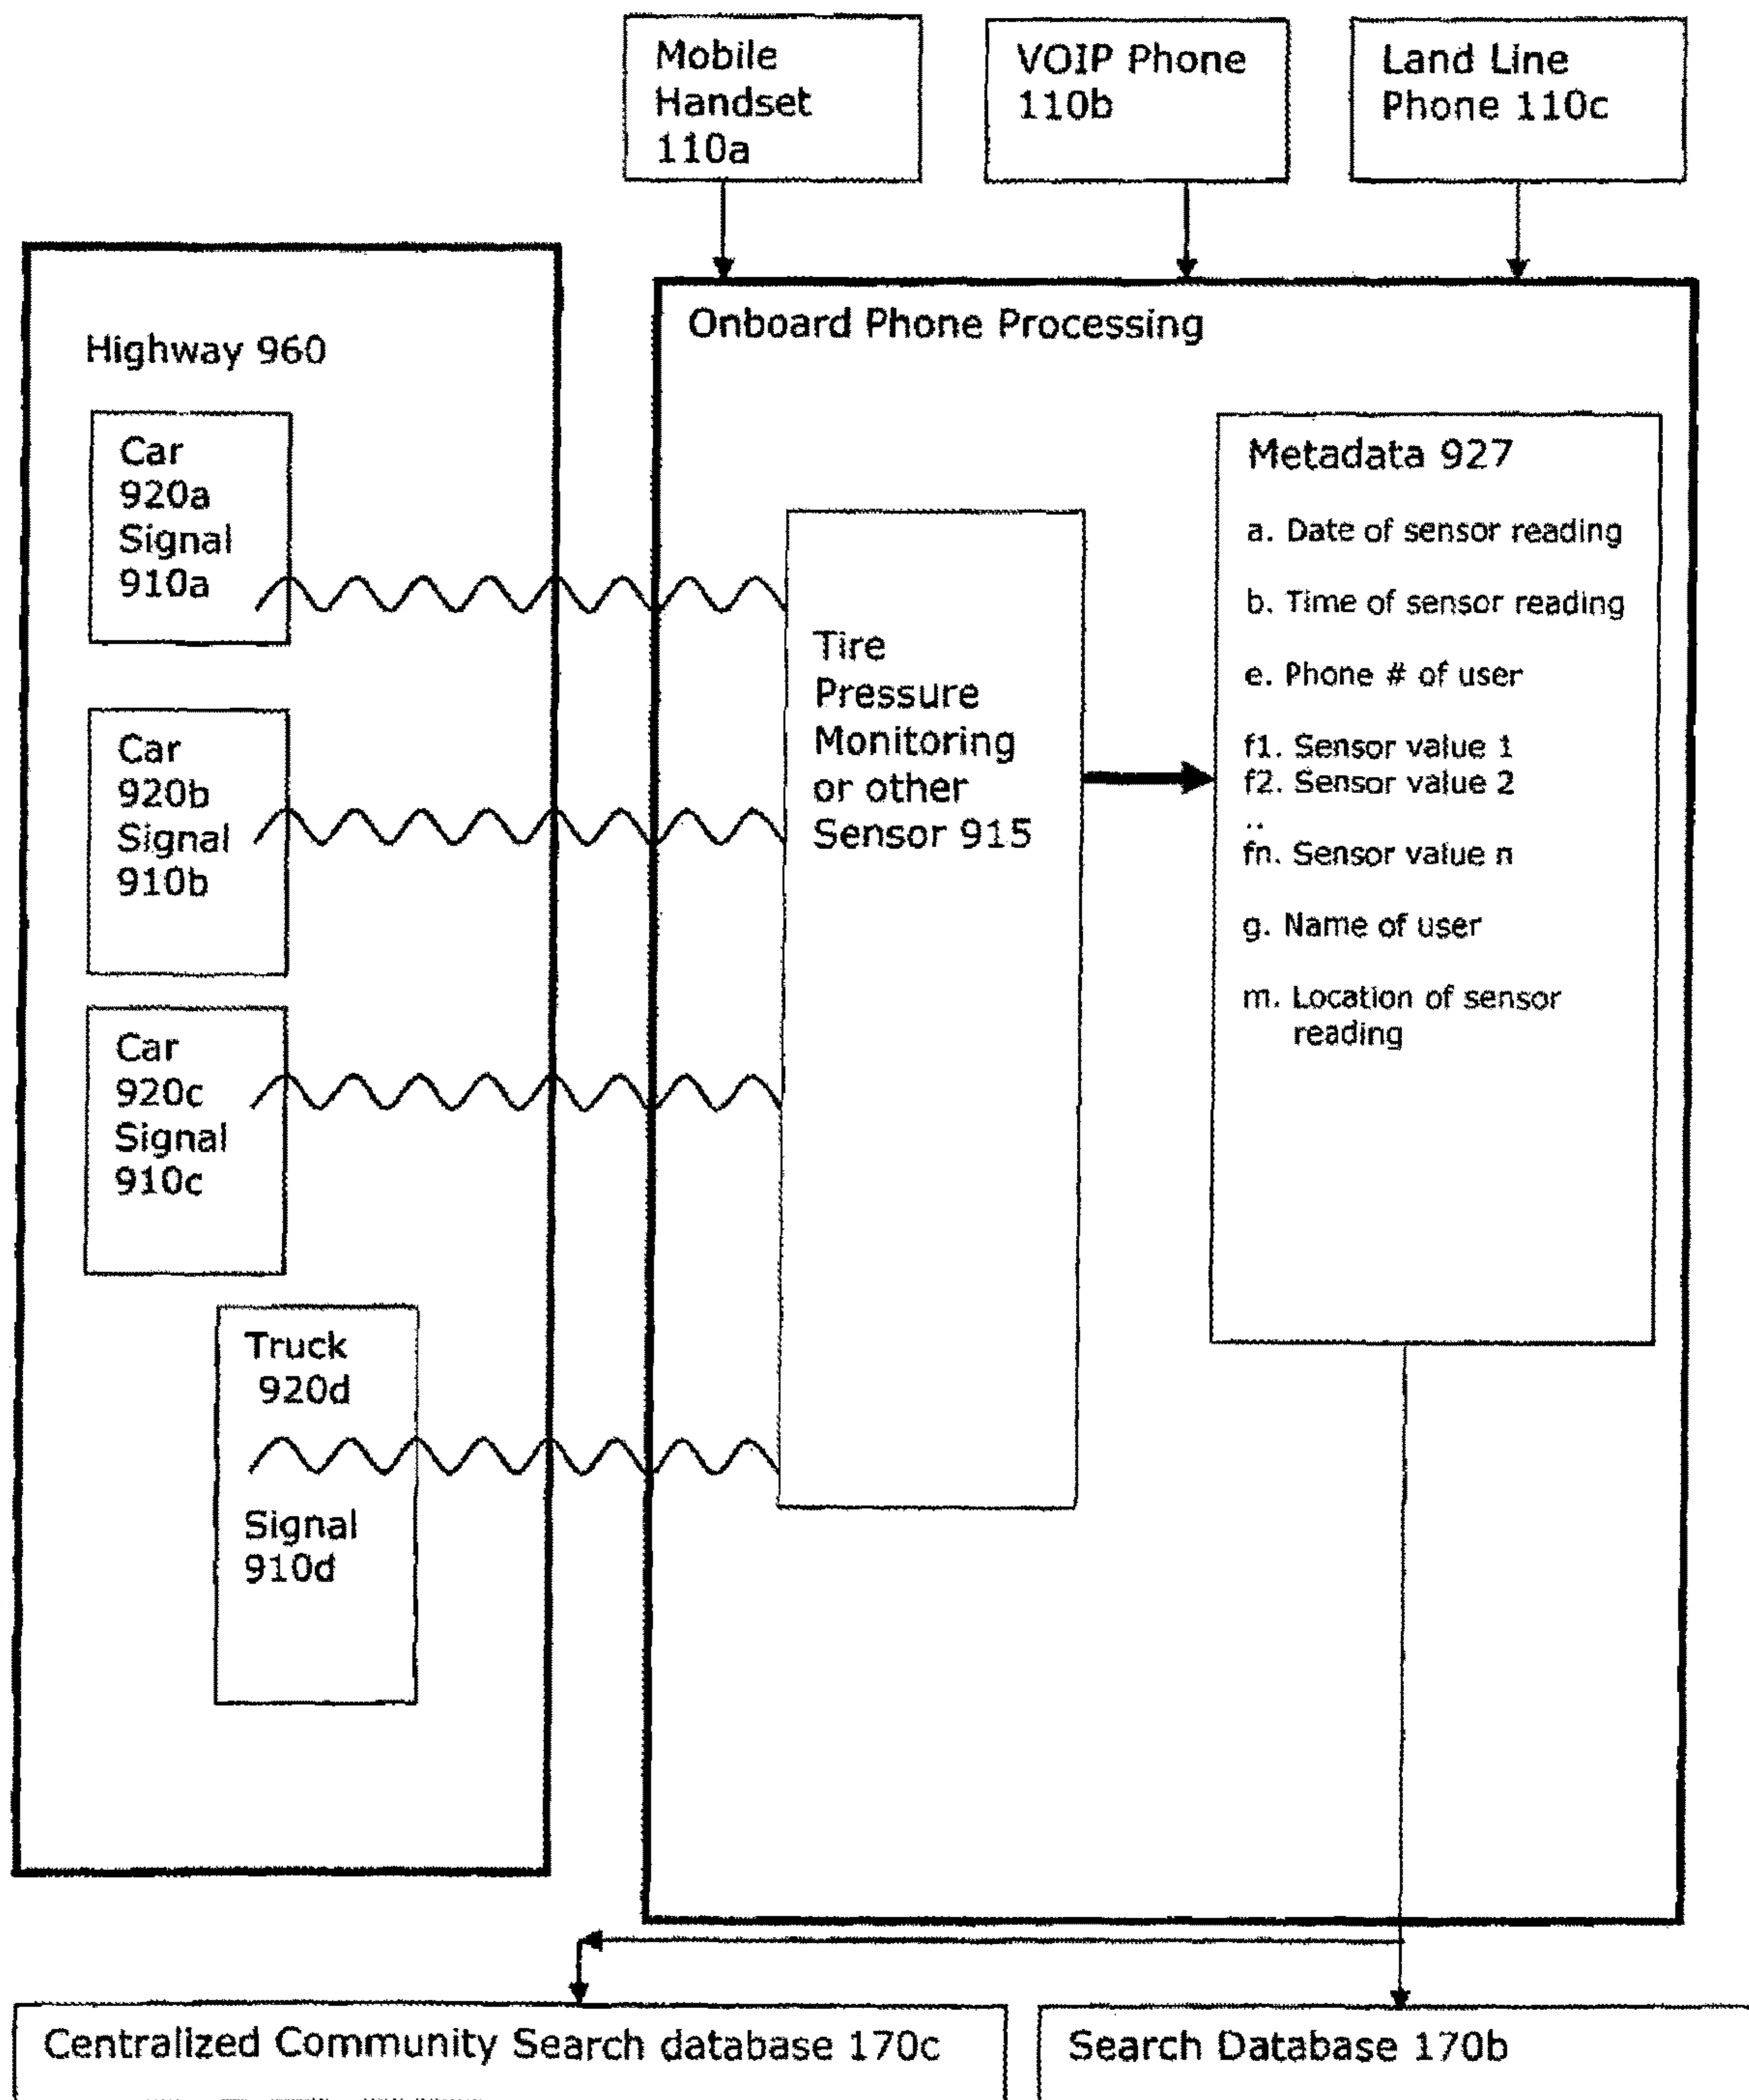 Mobile
Handset
110a
VOIP Phone
110b
Land Line
Phone 110c
Highway 960
Car
920a
Signal
910a
Car
920b
Signal
910b
Car
920c
Signal
910c
Truck
920d
Signal
910d
Onboard Phone Processing
Tire
Pressure
Monitoring
or other
Sensor 915
Metadata 927
a. Date of sensor reading
b. Time of sensor reading
e. Phone # of user
f1. Sensor value 1
f2. Sensor value 2
..
fn. Sensor value n
g. Name of user
m. Location of sensor
reading
Centralized Community Search database 170c
Search Database 170b